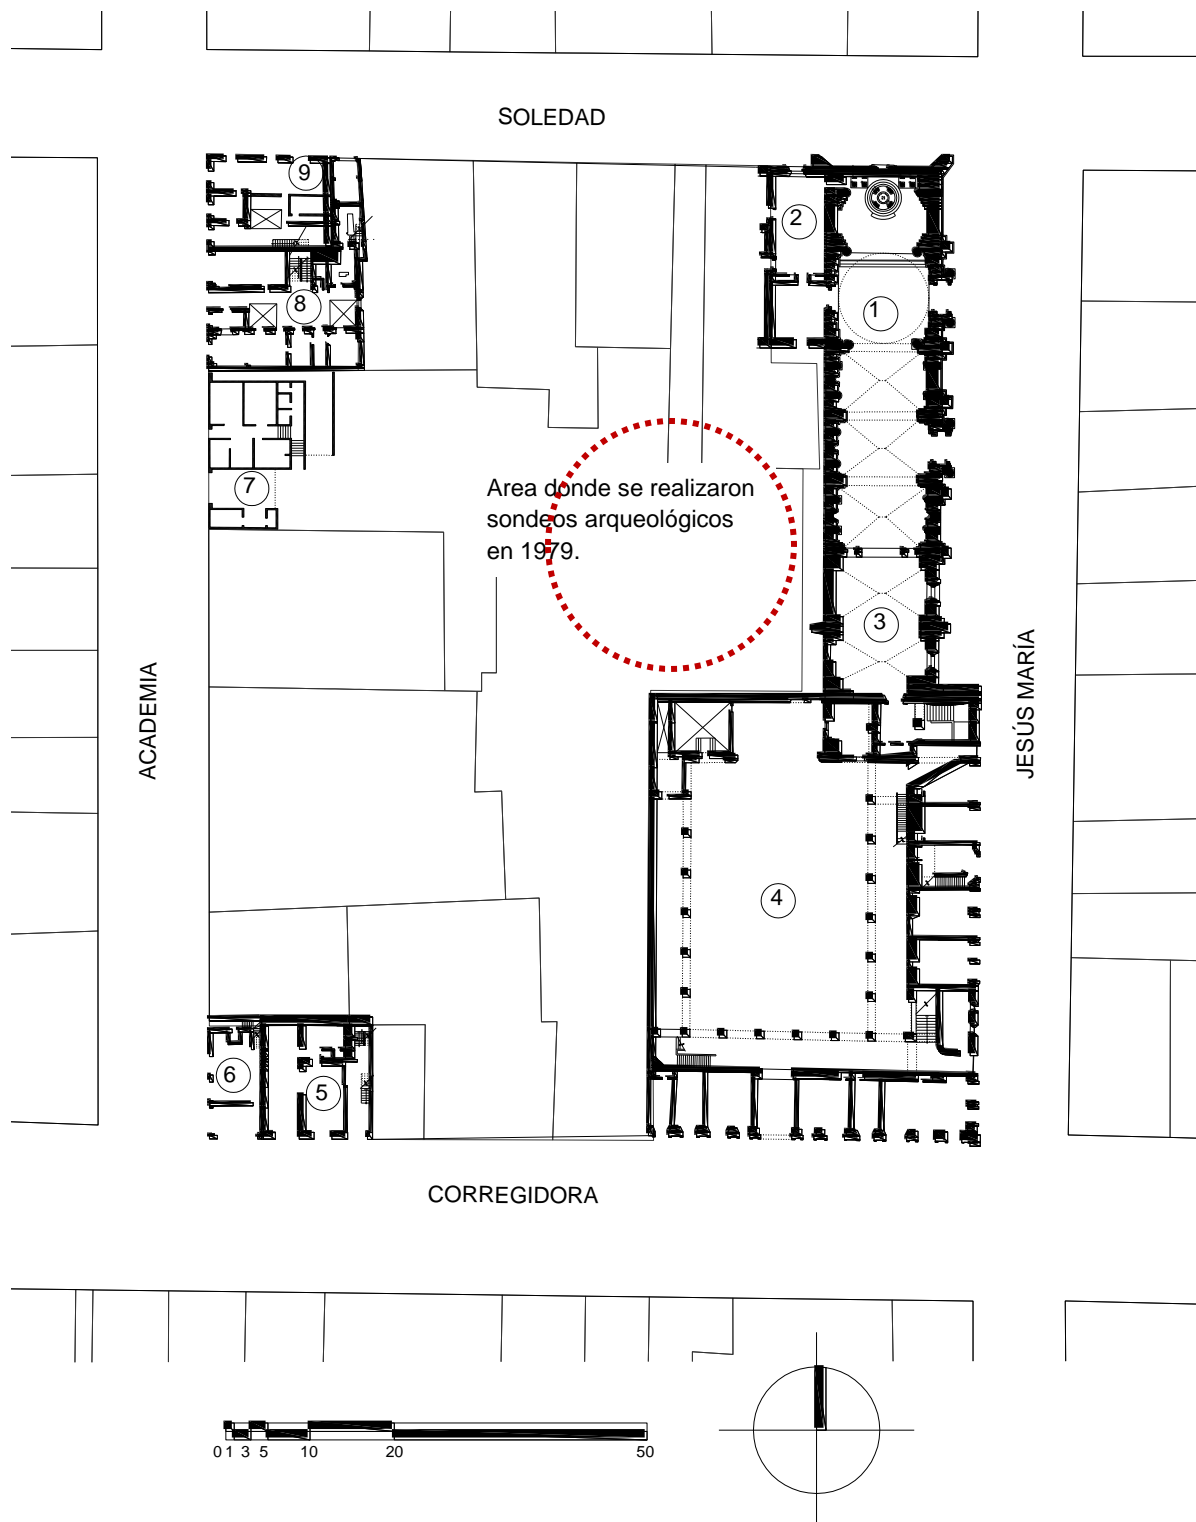 SOLEDAD
9
2
8
1
7
Area donde se realizaron
sondeos arqueológicos
en 1979.
3
ACADEMIA
JESÚS MARÍA
4
6
5
CORREGIDORA
0 1 3 5 10 20 50